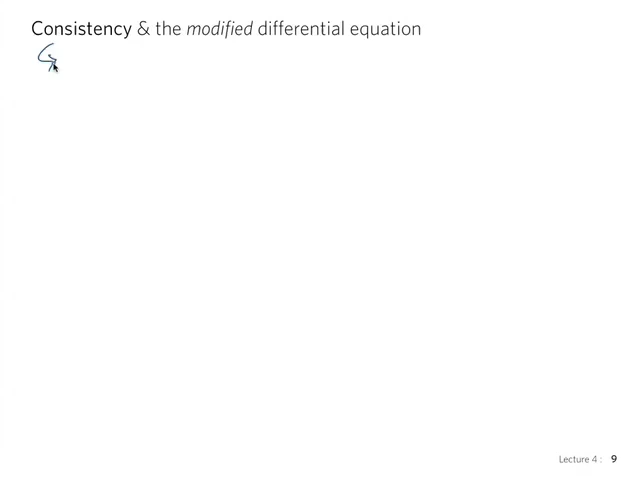 Consistency & the modified differential equation
Lecture 4 : 9